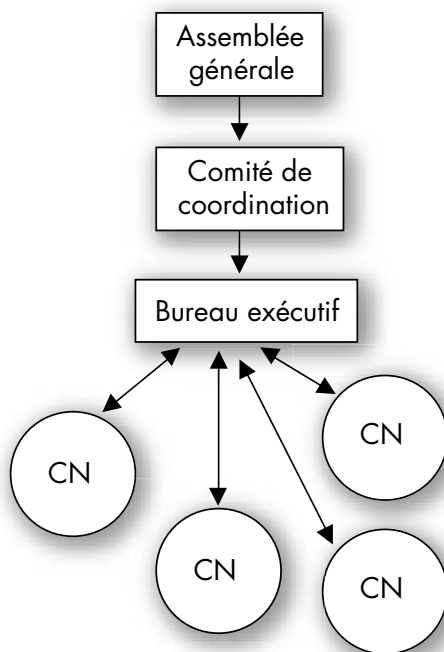 Assemblée
générale
Comité de
coordination
Bureau exécutif
CN
CN
CN
CN